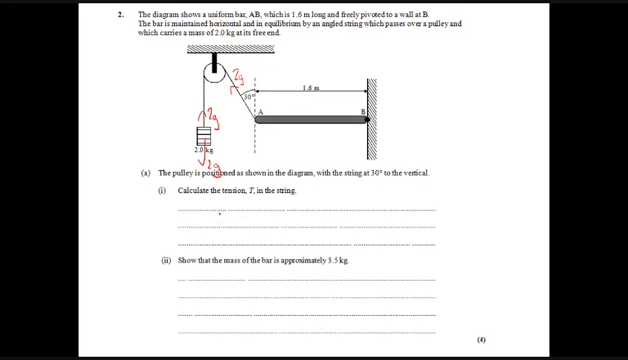 2. The diagram shows a uniform bar, AB, which is 1.6 m long and freely pivoted to a wall at B.
The bar is maintained horizontal and in equilibrium by an angled string which passes over a pulley and
which carries a mass of 2.0 kg at its free end.
2g
1.6 m
30°
A B
2g
2.0 kg
2g
(a) The pulley is positioned as shown in the diagram, with the string at 30° to the vertical.
(i) Calculate the tension, T, in the string.
(ii) Show that the mass of the bar is approximately 3.5 kg.
(4)